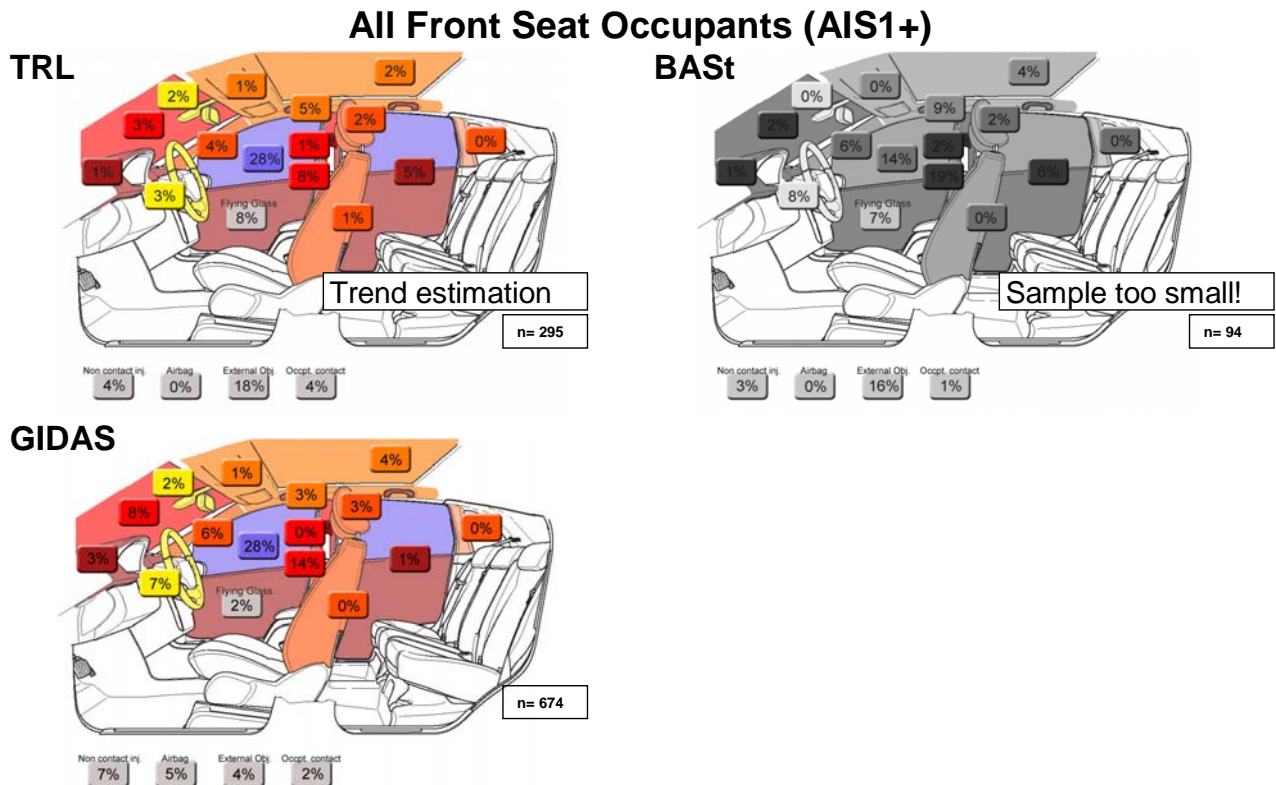 All Front Seat Occupants (AIS1+)
TRL
2%
1%
2%
3%
5%
2%
4%
28%
1%
0%
1%
8%
5%
3%
Flying Glass
8%
1%
Trend estimation
n= 295
Non contact inj. Airbag External Obj. Occpt. contact
4% 0% 18% 4%
BASt
0%
0%
4%
2%
9%
2%
6%
14%
2%
0%
1%
19%
6%
8%
Flying Glass
7%
0%
Sample too small!
n= 94
Non contact inj. Airbag External Obj. Occpt. contact
3% 0% 16% 1%
GIDAS
2%
1%
4%
8%
3%
3%
6%
28%
0%
0%
3%
14%
1%
7%
Flying Glass
2%
0%
n= 674
Non contact inj. Airbag External Obj. Occpt. contact
7% 5% 4% 2%